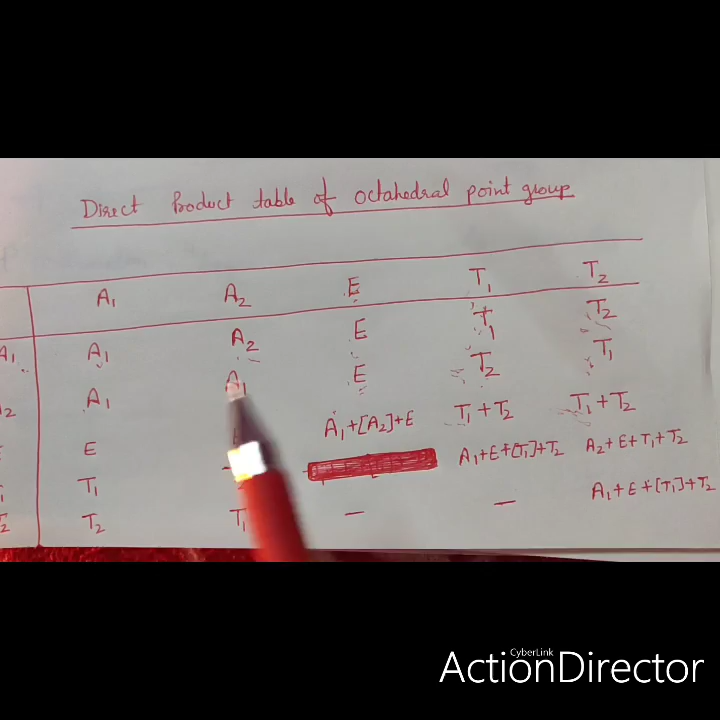 Direct Product table of octahedral point group
A₁ A₂ E T₁ T₂
A₁ A₁ A₂ E T₁ T₂
A₂ A₁ A₁ E T₂ T₁
E E A₁+[A₂]+E T₁+T₂ T₁+T₂
T₁ T₁ A₁+E+[T₁]+T₂ A₂+E+T₁+T₂
T₂ T₂ T₁ — — A₁+E+[T₁]+T₂
CyberLink
ActionDirector